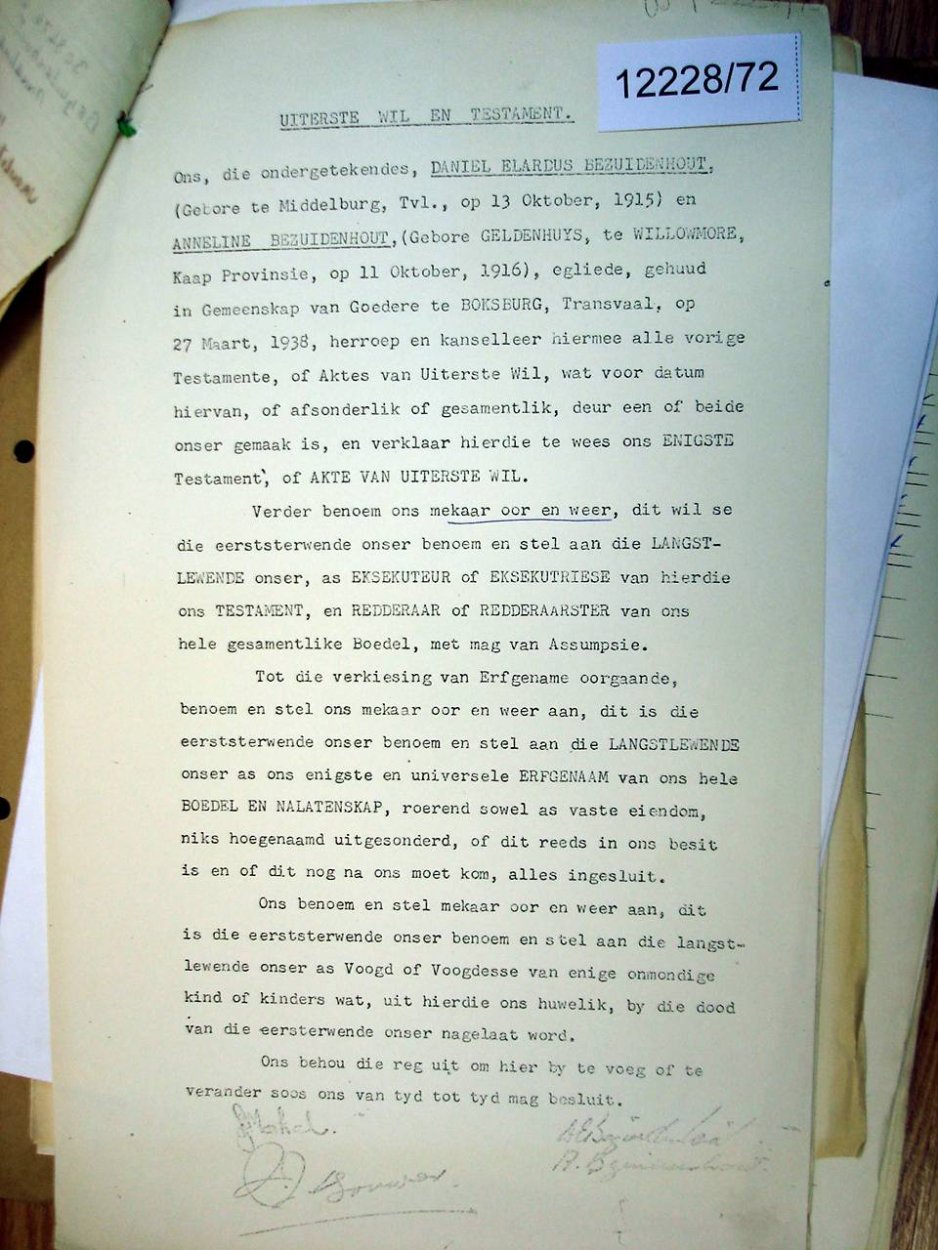 12228/72
UITERSTE WIL EN TESTAMENT.
Ons, die ondergetekendes, DANIEL ELARDUS BEZUIDENHOUT,
(Gebore te Middelburg, Tvl., op 13 Oktober, 1915) en
ANNELINE BEZUIDENHOUT,(Gebore GELDENHUYS, te WILLOWMORE,
Kaap Provinsie, op 11 Oktober, 1916), egliede, gehuud
in Gemeenskap van Goedere te BOKSBURG, Transvaal, op
27 Maart, 1938, herroep en kanselleer hiermee alle vorige
Testamente, of Aktes van Uiterste Wil, wat voor datum
hiervan, of afsonderlik of gesamentlik, deur een of beide
onser gemaak is, en verklaar hierdie te wees ons ENIGSTE
Testament, of AKTE VAN UITERSTE WIL.
Verder benoem ons mekaar oor en weer, dit wil se
die eerststerwende onser benoem en stel aan die LANGST-
LEWENDE onser, as EKSEKUTEUR of EKSEKUTRIESE van hierdie
ons TESTAMENT, en REDDERAAR of REDDERAARSTER van ons
hele gesamentlike Boedel, met mag van Assumpsie.
Tot die verkiesing van Erfgename oorgaande,
benoem en stel ons mekaar oor en weer aan, dit is die
eerststerwende onser benoem en stel aan die LANGSTLEWENDE
onser as ons enigste en universele ERFGENAAM van ons hele
BOEDEL EN NALATENSKAP, roerend sowel as vaste eiendom,
niks hoegenaamd uitgesonderd, of dit reeds in ons besit
is en of dit nog na ons moet kom, alles ingesluit.
Ons benoem en stel mekaar oor en weer aan, dit
is die eerststerwende onser benoem en stel aan die langst-
lewende onser as Voogd of Voogdesse van enige onmondige
kind of kinders wat, uit hierdie ons huwelik, by die dood
van die eersterwende onser nagelaat word.
Ons behou die reg uit om hier by te voeg of te
verander soos ons van tyd tot tyd mag besluit.
A. Bezuidenhout.